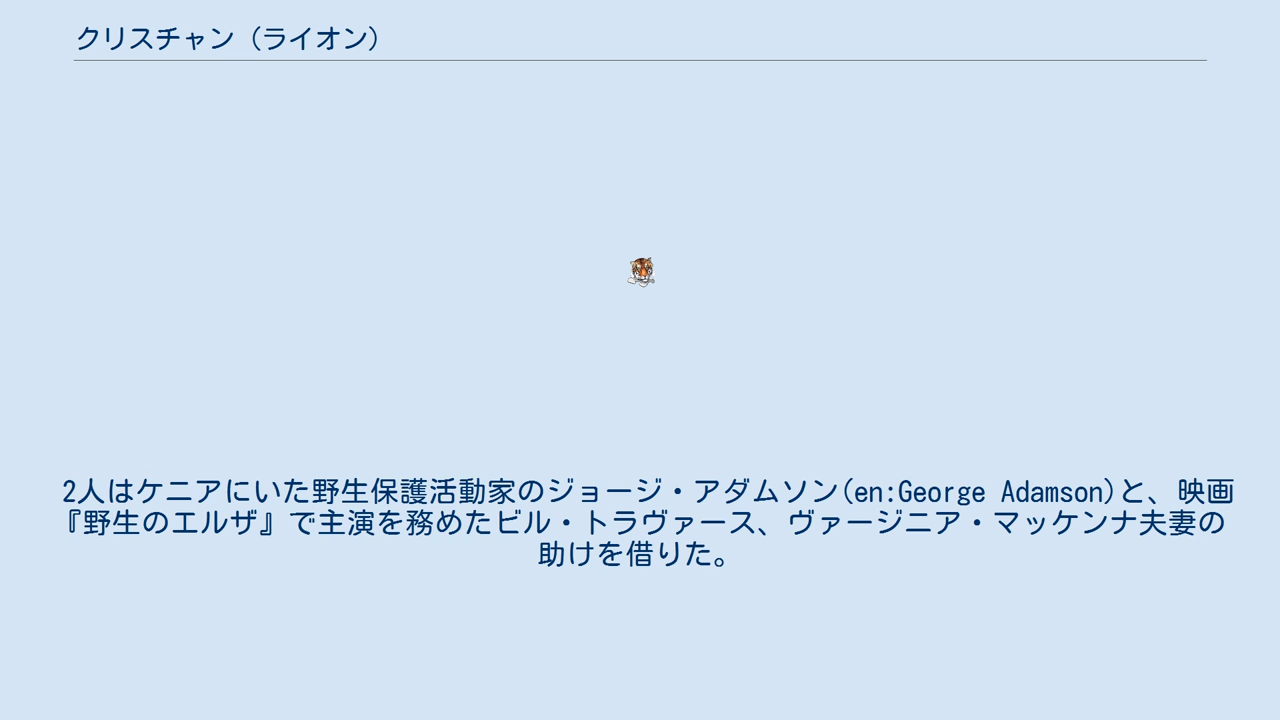 クリスチャン（ライオン）
2人はケニアにいた野生保護活動家のジョージ・アダムソン(en:George Adamson)と、映画
『野生のエルザ』で主演を務めたビル・トラヴァース、ヴァージニア・マッケンナ夫妻の
助けを借りた。